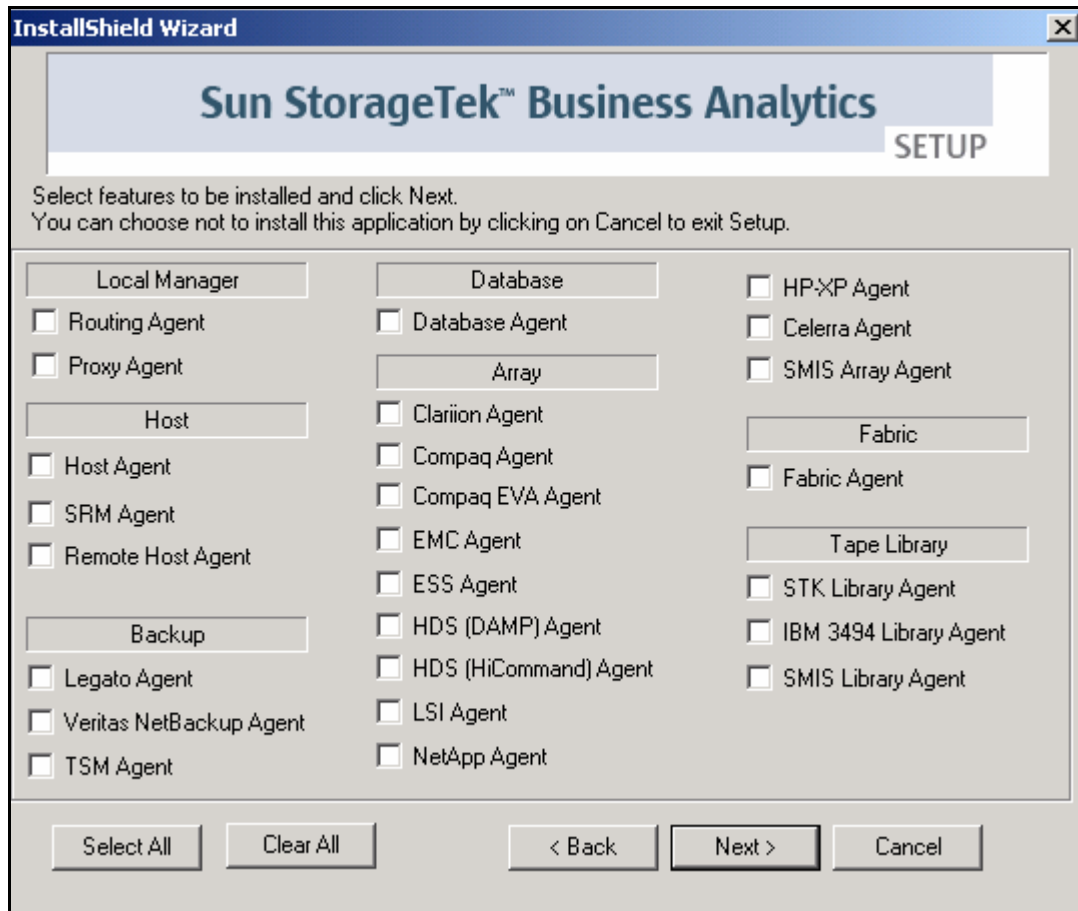 InstallShield Wizard
Sun StorageTek™ Business Analytics
SETUP
Select features to be installed and click Next.
You can choose not to install this application by clicking on Cancel to exit Setup.
Local Manager
Routing Agent
Proxy Agent
Host
Host Agent
SRM Agent
Remote Host Agent
Backup
Legato Agent
Veritas NetBackup Agent
TSM Agent
Database
Database Agent
Array
Clariion Agent
Compaq Agent
Compaq EVA Agent
EMC Agent
ESS Agent
HDS (DAMP) Agent
HDS (HiCommand) Agent
LSI Agent
NetApp Agent
HP-XP Agent
Celerra Agent
SMIS Array Agent
Fabric
Fabric Agent
Tape Library
STK Library Agent
IBM 3494 Library Agent
SMIS Library Agent
Select All
Clear All
< Back
Next >
Cancel